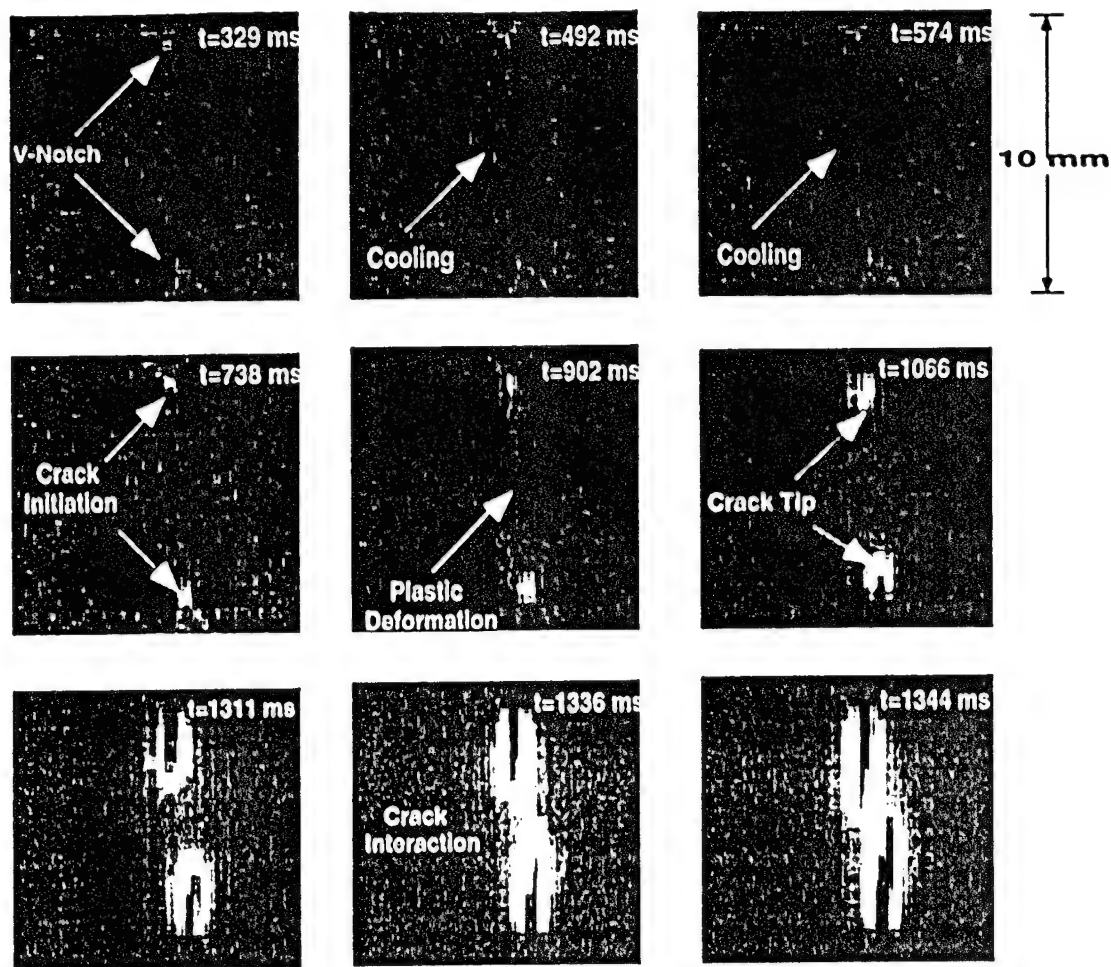 t=329 ms
V-Notch
t=492 ms
Cooling
t=574 ms
Cooling
10 mm
t=738 ms
Crack
Initiation
t=902 ms
Plastic
Deformation
t=1066 ms
Crack Tip
t=1311 ms
t=1336 ms
Crack
Interaction
t=1344 ms